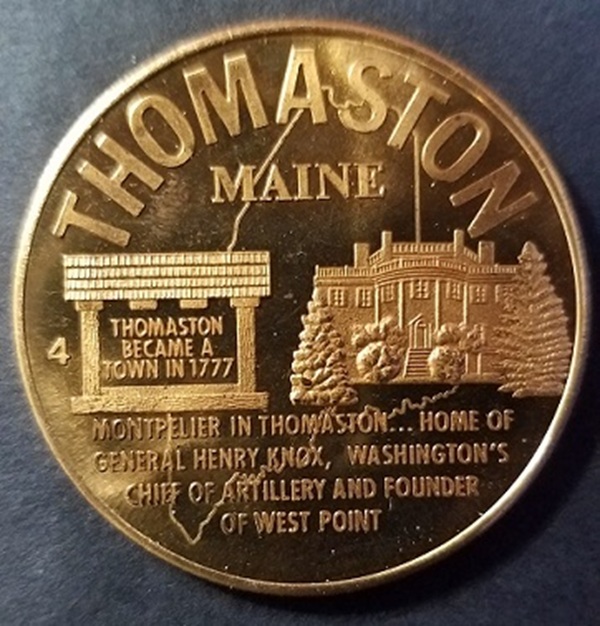 THOMASTON
MAINE
THOMASTON
BECAME A
TOWN IN 1777
4
MONTPELIER IN THOMASTON... HOME OF
GENERAL HENRY KNOX, WASHINGTON'S
CHIEF OF ARTILLERY AND FOUNDER
OF WEST POINT